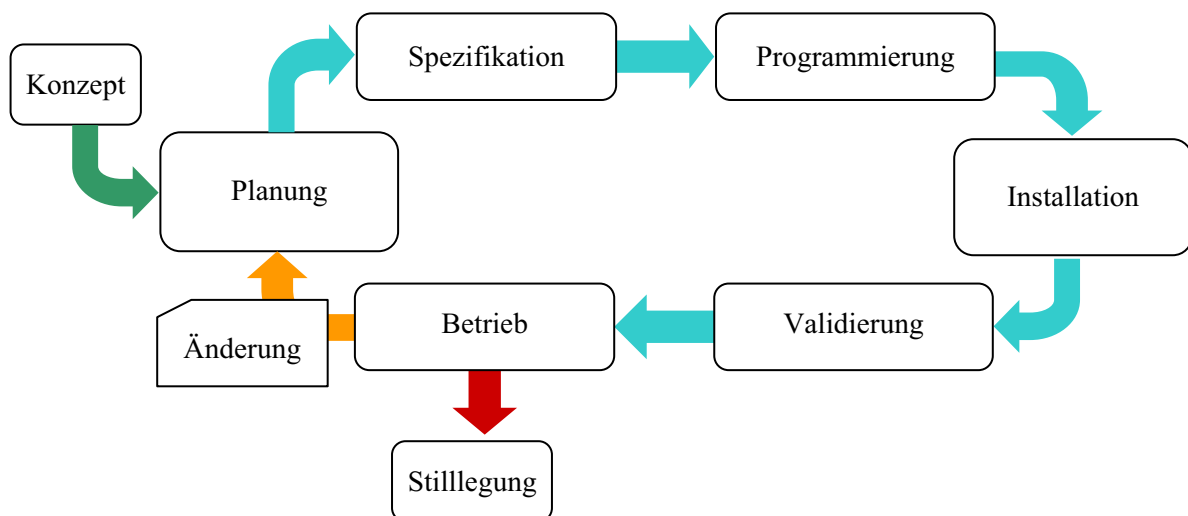 Konzept
Planung
Spezifikation
Programmierung
Installation
Validierung
Betrieb
Änderung
Stilllegung